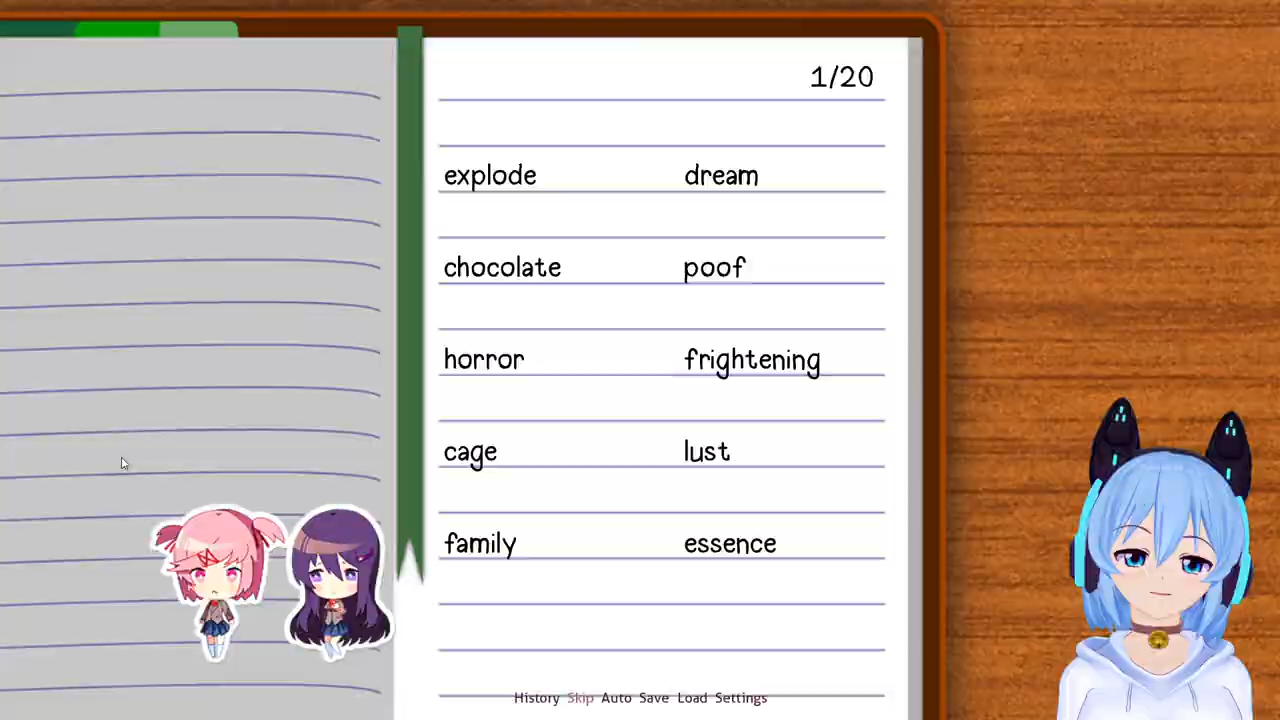 1/20
explode dream
chocolate poof
horror frightening
cage lust
family essence
History Skip Auto Save Load Settings